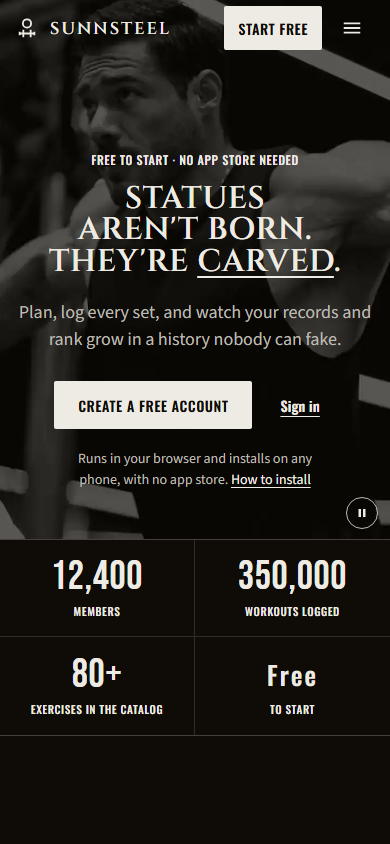 SUNNSTEEL
START FREE
FREE TO START · NO APP STORE NEEDED
STATUES
AREN'T BORN.
THEY'RE CARVED.
Plan, log every set, and watch your records and
rank grow in a history nobody can fake.
CREATE A FREE ACCOUNT
Sign in
Runs in your browser and installs on any
phone, with no app store. How to install
12,400
MEMBERS
350,000
WORKOUTS LOGGED
80+
EXERCISES IN THE CATALOG
Free
TO START